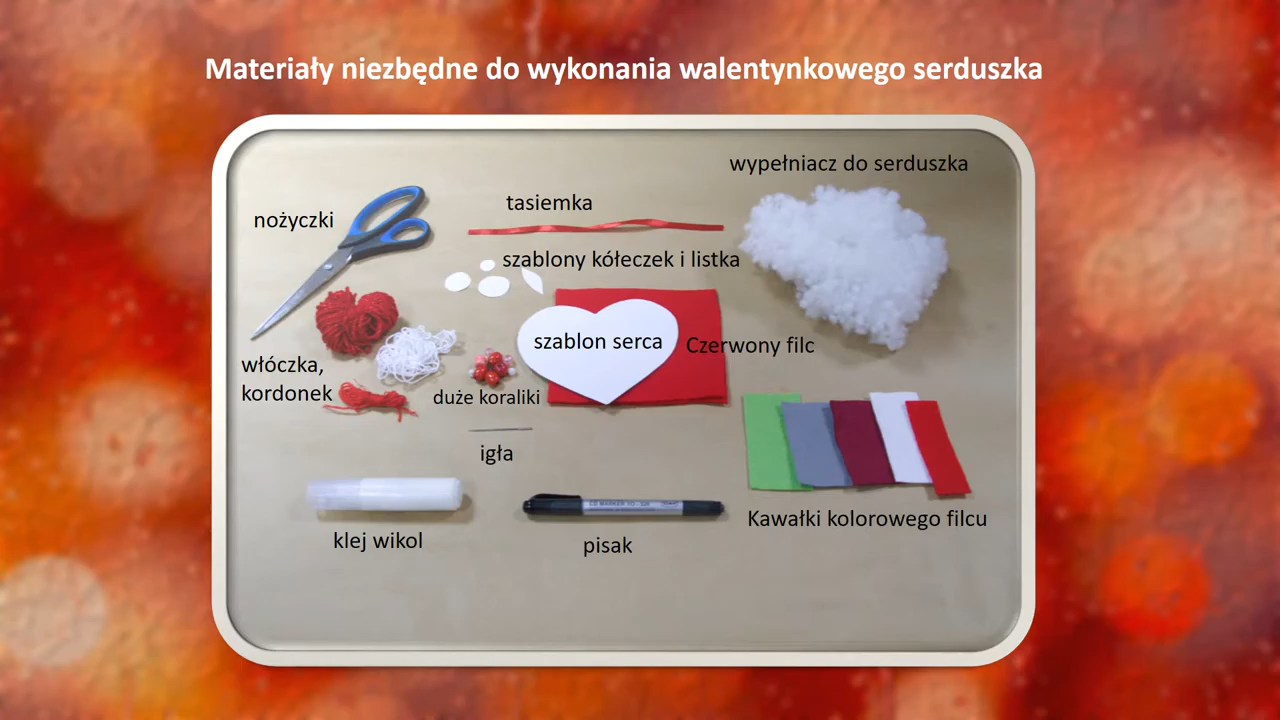 Materiały niezbędne do wykonania walentynkowego serduszka
wypełniacz do serduszka
nożyczki
tasiemka
szablony kółeczek i listka
szablon serca
Czerwony filc
włóczka,
kordonek
duże koraliki
igła
klej wikol
pisak
Kawałki kolorowego filcu